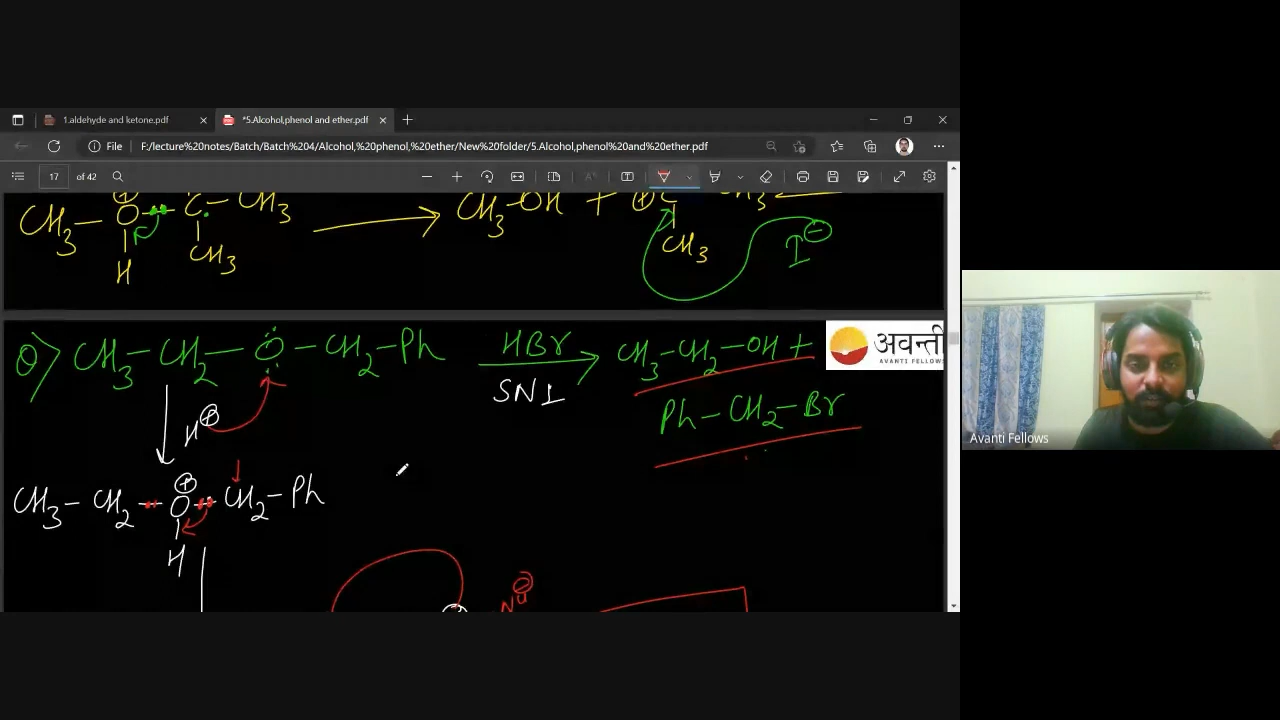 1.aldehyde and ketone.pdf
*5.Alcohol,phenol and ether.pdf
File
F:/lecture%20notes/Batch/Batch%204/Alcohol,%20phenol,%20ether/New%20folder/5.Alcohol,phenol%20and%20ether.pdf
17 of 42
CH3–O⊕–C–CH3 → CH3–OH + ⊕C CH3
H CH3 CH3 I⊖
Q> CH3–CH2–O–CH2–Ph HBr → CH3–CH2–OH +
SN1
अवन्ती
AVANTI FELLOWS
Ph–CH2–Br
H⊕
CH3–CH2–O⊕–CH2–Ph
H
Nu⊖
Avanti Fellows